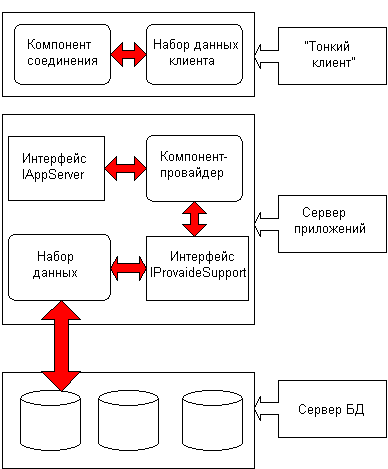 Компонент
соединения
Набор данных
клиента
"Тонкий
клиент"
Интерфейс
IAppServer
Компонент-
провайдер
Сервер
приложений
Набор
данных
Интерфейс
IProvaideSupport
Сервер БД